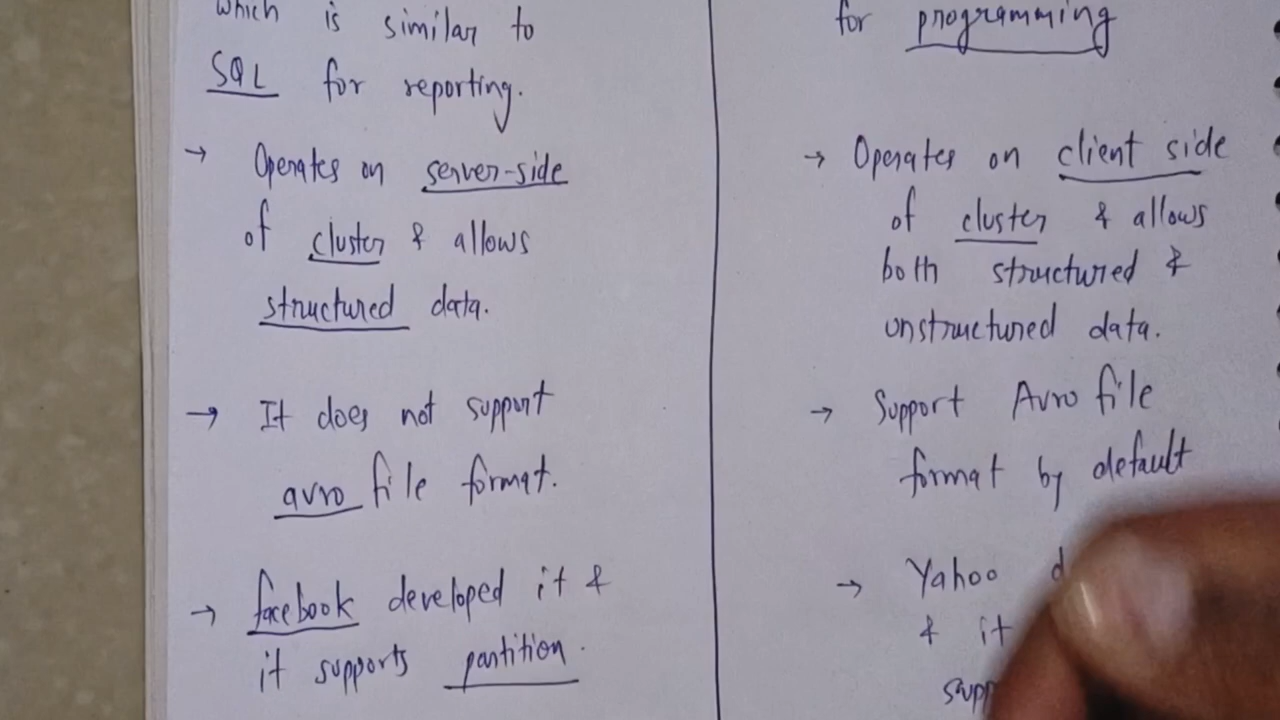 which is similar to
SQL for reporting.
→ Operates on server-side
of cluster & allows
structured data.
→ It does not support
avro file format.
→ facebook developed it &
it supports partition.
for programming
→ Operates on client side
of cluster & allows
both structured &
unstructured data.
→ Support Avro file
format by default
→ Yahoo
& it